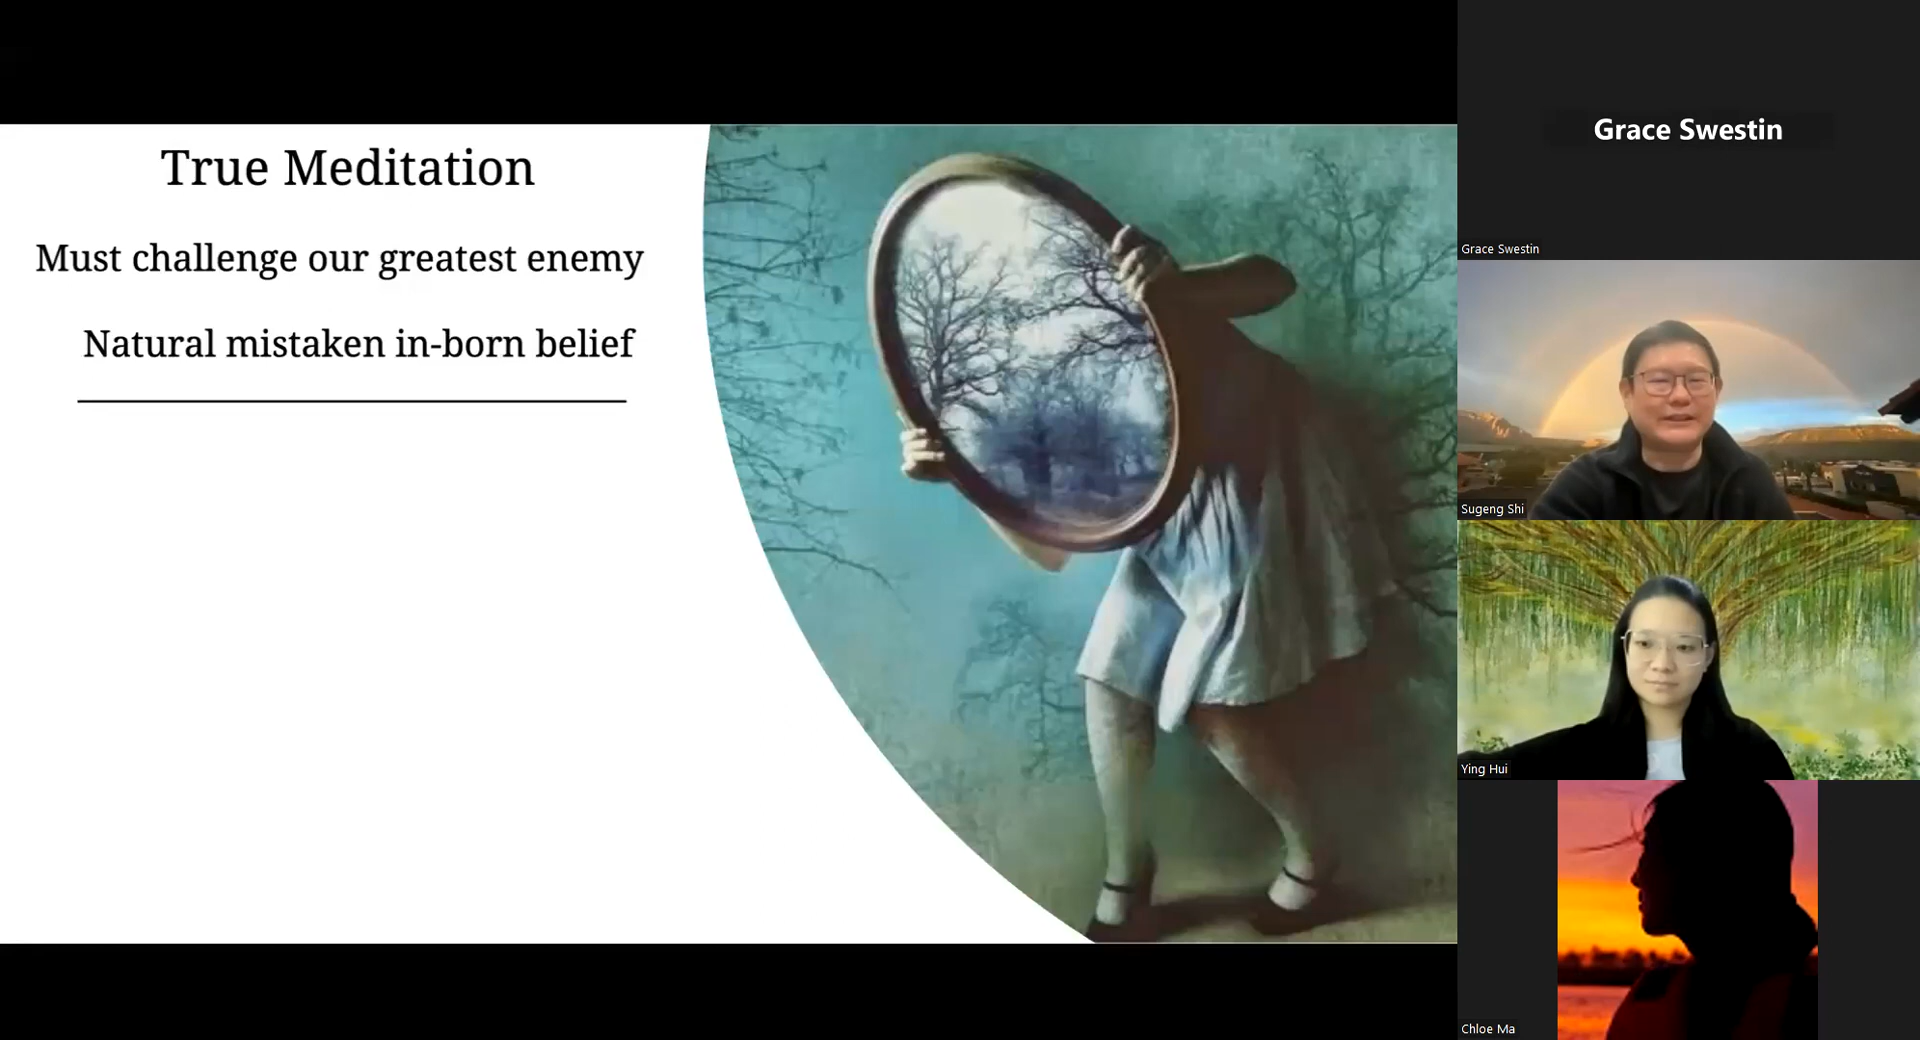 True Meditation
Must challenge our greatest enemy
Natural mistaken in-born belief
Grace Swestin
Grace Swestin
Sugeng Shi
Ying Hui
Chloe Ma